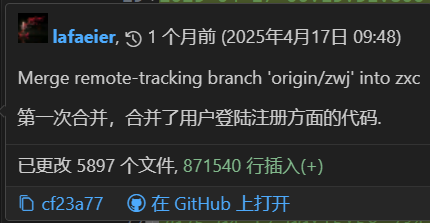 lafaeier, 1 个月前 (2025年4月17日 09:48)
Merge remote-tracking branch 'origin/zwj' into zxc
第一次合并，合并了用户登陆注册方面的代码.
已更改 5897 个文件, 871540 行插入(+)
cf23a77 在 GitHub 上打开